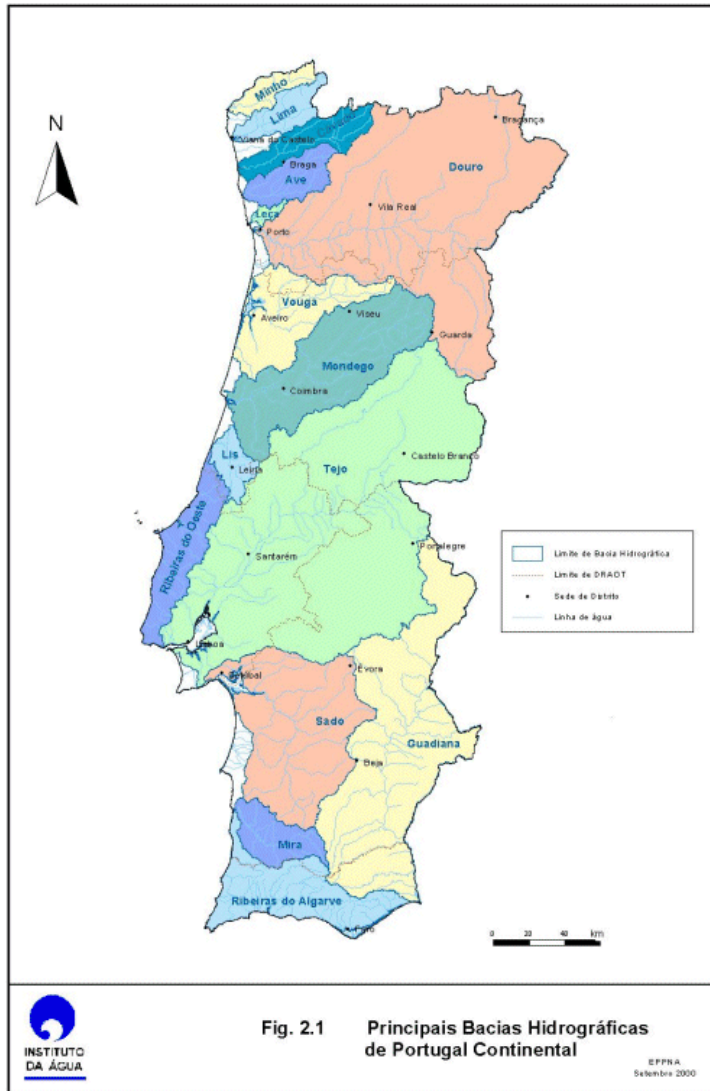 Minho
Lima
N
Viana do Castelo
Cávado
Bragança
Braga
Ave
Douro
Vila Real
Leça
Porto
Vouga
Aveiro
Viseu
Guarda
Mondego
Coimbra
Lis
Leiria
Tejo
Castelo Branco
Ribeiras do Oeste
Santarém
Portalegre
Limite de Bacia Hidrográfica
Limite de DRAOT
Sede de Distrito
Linha de água
Lisboa
Setúbal
Évora
Sado
Guadiana
Beja
Mira
Ribeiras do Algarve
Faro
0 20 40 km
INSTITUTO
DA ÁGUA
Fig. 2.1 Principais Bacias Hidrográficas
de Portugal Continental
EFPNA
Setembro 2000